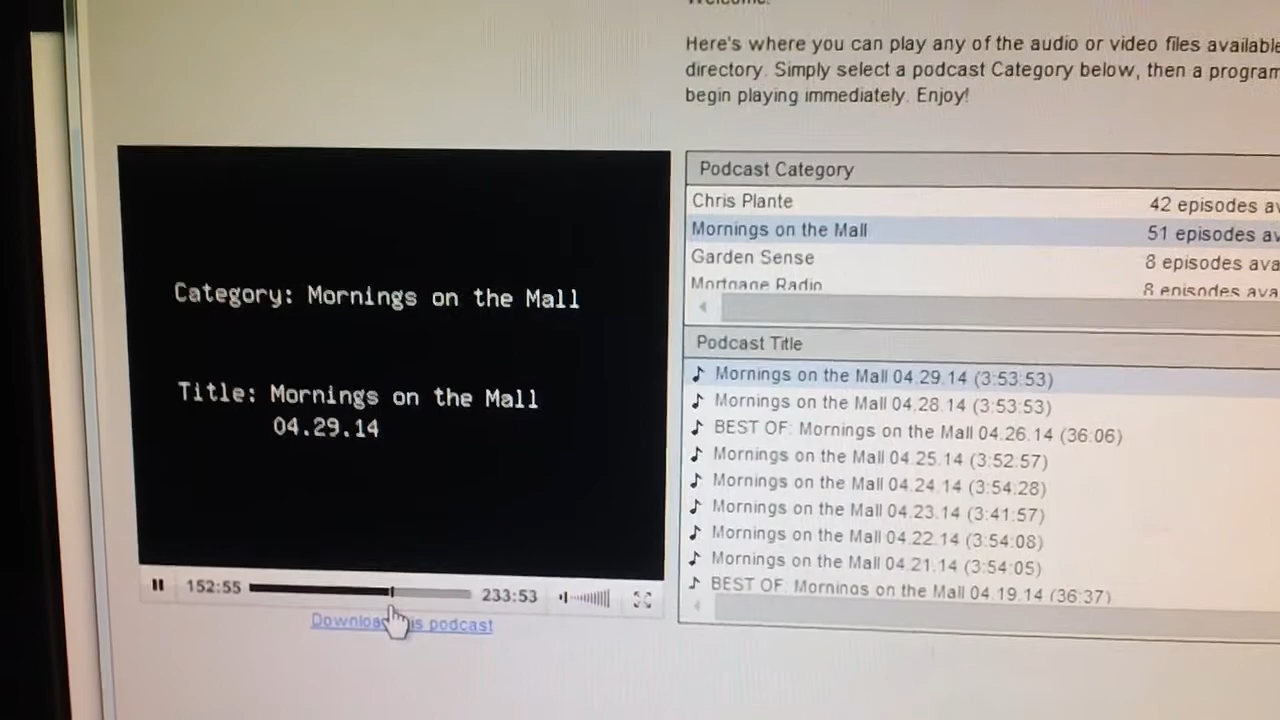 Welcome.
Here's where you can play any of the audio or video files available
directory. Simply select a podcast Category below, then a program
begin playing immediately. Enjoy!
Category: Mornings on the Mall
Title: Mornings on the Mall
04.29.14
152:55
233:53
Download this podcast
Podcast Category
Chris Plante 42 episodes av
Mornings on the Mall 51 episodes av
Garden Sense 8 episodes ava
Mortgage Radio 8 episodes ava
Podcast Title
Mornings on the Mall 04.29.14 (3:53:53)
Mornings on the Mall 04.28.14 (3:53:53)
BEST OF: Mornings on the Mall 04.26.14 (36:06)
Mornings on the Mall 04.25.14 (3:52:57)
Mornings on the Mall 04.24.14 (3:54:28)
Mornings on the Mall 04.23.14 (3:41:57)
Mornings on the Mall 04.22.14 (3:54:08)
Mornings on the Mall 04.21.14 (3:54:05)
BEST OF: Mornings on the Mall 04.19.14 (36:37)